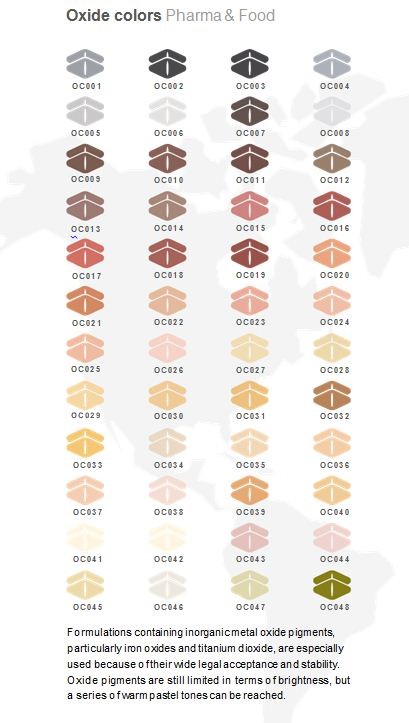 Oxide colors Pharma & Food
OC001 OC002 OC003 OC004
OC005 OC006 OC007 OC008
OC009 OC010 OC011 OC012
OC013 OC014 OC015 OC016
OC017 OC018 OC019 OC020
OC021 OC022 OC023 OC024
OC025 OC026 OC027 OC028
OC029 OC030 OC031 OC032
OC033 OC034 OC035 OC036
OC037 OC038 OC039 OC040
OC041 OC042 OC043 OC044
OC045 OC046 OC047 OC048
Formulations containing inorganic metal oxide pigments,
particularly iron oxides and titanium dioxide, are especially
used because of their wide legal acceptance and stability.
Oxide pigments are still limited in terms of brightness, but
a series of warm pastel tones can be reached.